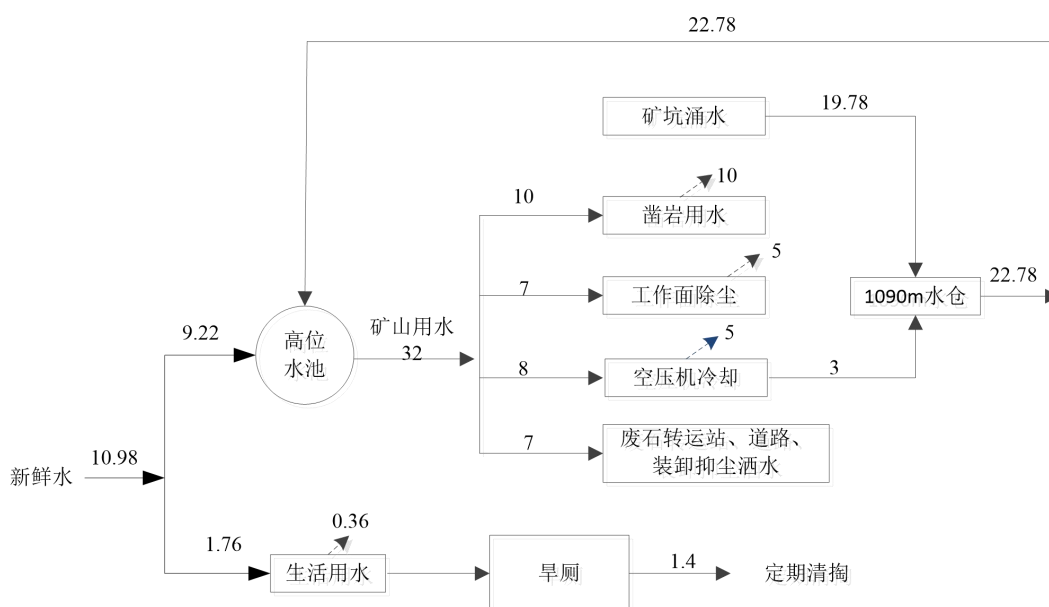 22.78
矿坑涌水
19.78
10
10
凿岩用水
5
7
工作面除尘
1090m水仓
22.78
9.22
高位
水池
矿山用水
32
5
8
空压机冷却
3
7
废石转运站、道路、
装卸抑尘洒水
新鲜水
10.98
0.36
1.76
生活用水
旱厕
1.4
定期清掏